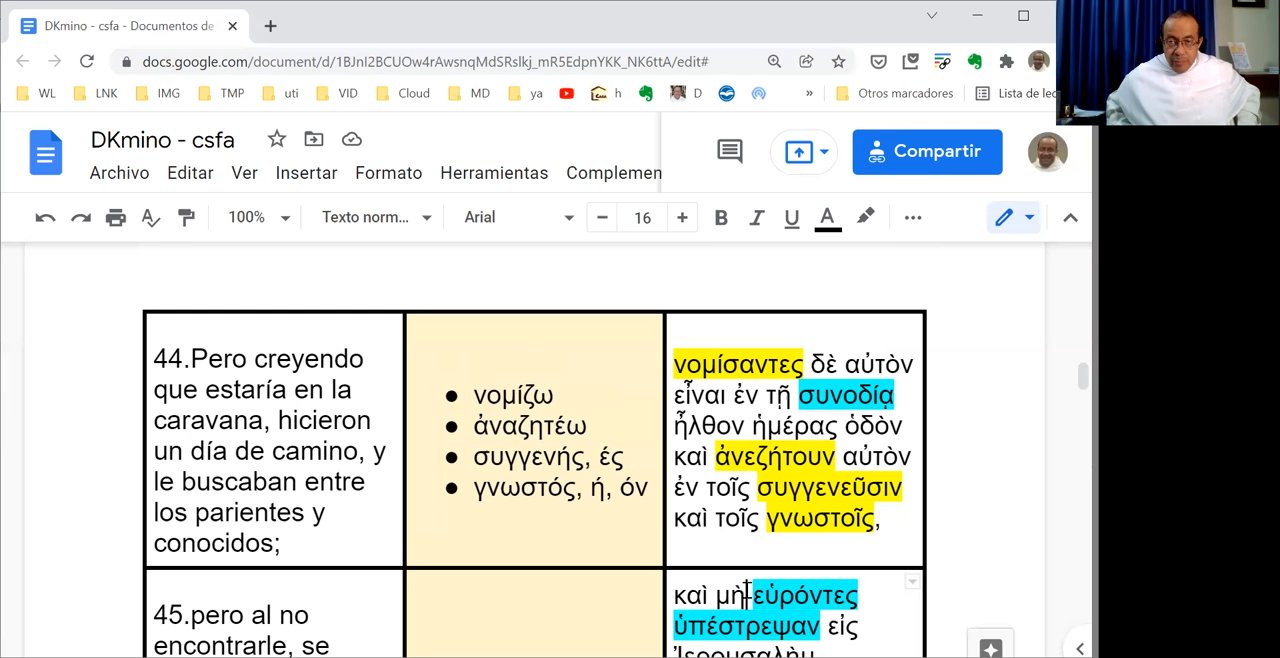 DKmino - csfa - Documentos de
docs.google.com/document/d/1BJnI2BCUOw4rAwsnqMdSRsIkj_mR5EdpnYKK_NK6ttA/edit#
WL LNK IMG TMP uti VID Cloud MD ya h D » Otros marcadores Lista de lec
DKmino - csfa
Archivo Editar Ver Insertar Formato Herramientas Complemen
Compartir
100% Texto norm... Arial − 16 + B I U A
44.Pero creyendo
que estaría en la
caravana, hicieron
un día de camino, y
le buscaban entre
los parientes y
conocidos;
● νομίζω
● ἀναζητέω
● συγγενής, ές
● γνωστός, ή, όν
νομίσαντες δὲ αὐτὸν
εἶναι ἐν τῇ συνοδίᾳ
ἦλθον ἡμέρας ὁδὸν
καὶ ἀνεζήτουν αὐτὸν
ἐν τοῖς συγγενεῦσιν
καὶ τοῖς γνωστοῖς,
45.pero al no
encontrarle, se
καὶ μὴ εὑρόντες
ὑπέστρεψαν εἰς
Ἰερουσαλὴμ